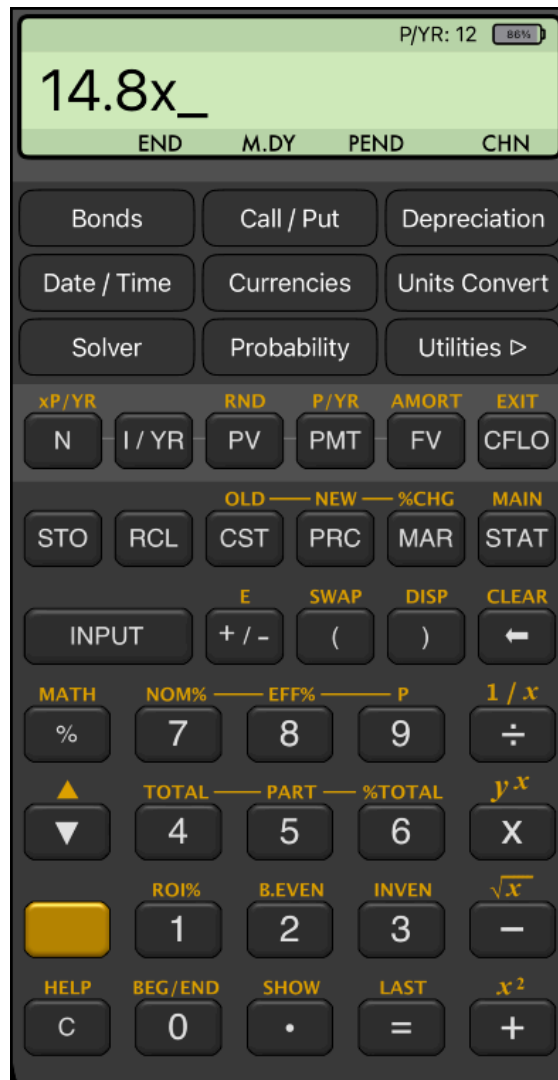 P/YR: 12 86%
14.8x_
END M.DY PEND CHN
Bonds Call / Put Depreciation
Date / Time Currencies Units Convert
Solver Probability Utilities ▷
xP/YR RND P/YR AMORT EXIT
N I / YR PV PMT FV CFLO
OLD NEW %CHG MAIN
STO RCL CST PRC MAR STAT
E SWAP DISP CLEAR
INPUT + / − ( ) ⬅
MATH NOM% EFF% P 1 / x
% 7 8 9 ÷
▲ TOTAL PART %TOTAL yˣ
▼ 4 5 6 X
ROI% B.EVEN INVEN √x
1 2 3 −
HELP BEG/END SHOW LAST x²
C 0 • = +